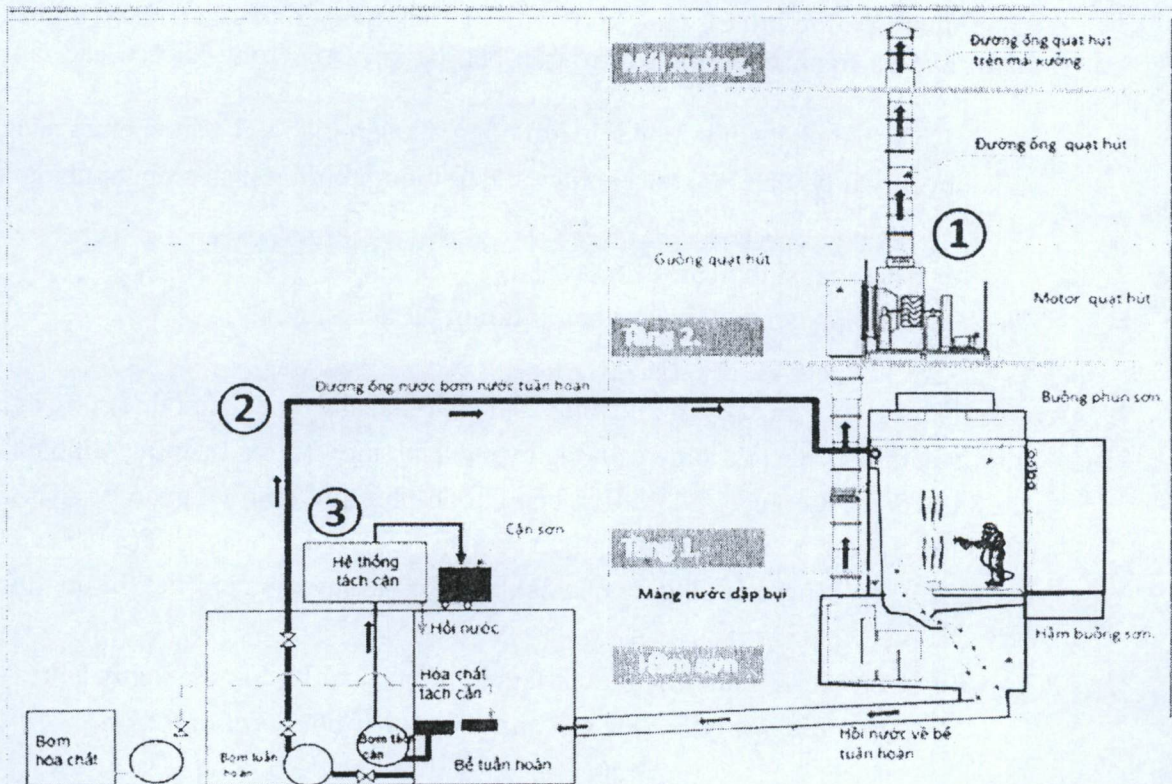 Mái xưởng.
Đường ống quạt hút
trên mái xưởng
Đường ống quạt hút
1
Guồng quạt hút
Motor quạt hút
Tầng 2.
Đường ống nước bơm nước tuần hoàn
2
Buồng phun sơn
3
Cặn sơn
Hệ thống
tách cặn
Tầng 1.
Màng nước dập bụi
Hồi nước
Hầm buồng sơn.
Hóa chất
tách cặn
Bơm
hóa chất
Bơm tuần
hoàn
Bơm tách
cặn
Bể tuần hoàn
Hồi nước về bể
tuần hoàn